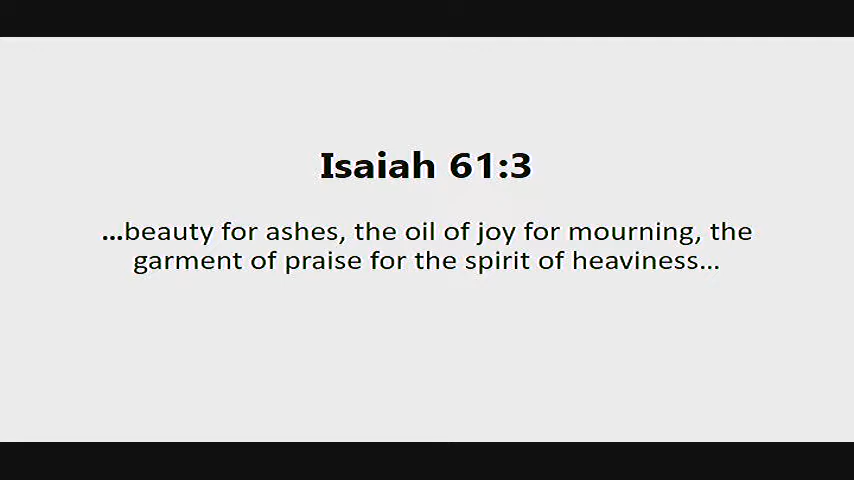 Isaiah 61:3
...beauty for ashes, the oil of joy for mourning, the
garment of praise for the spirit of heaviness...